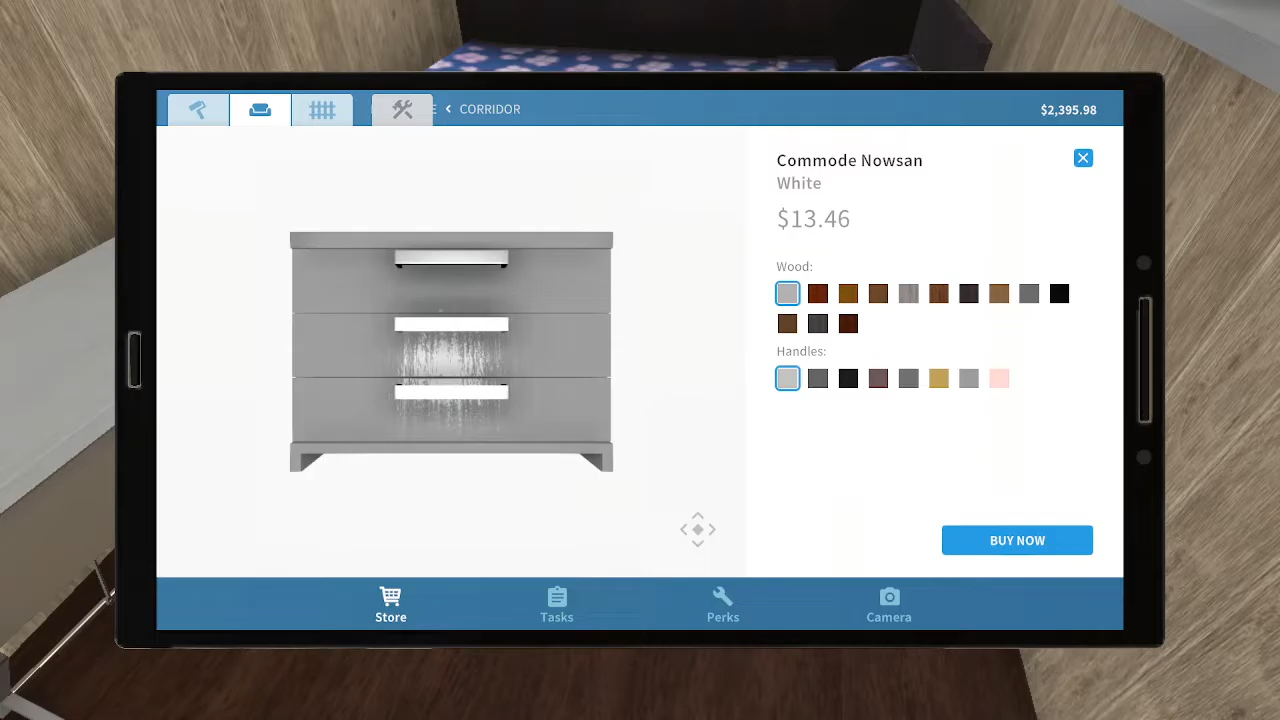 CORRIDOR
$2,395.98
Commode Nowsan
White
$13.46
Wood:
Handles:
BUY NOW
Store
Tasks
Perks
Camera